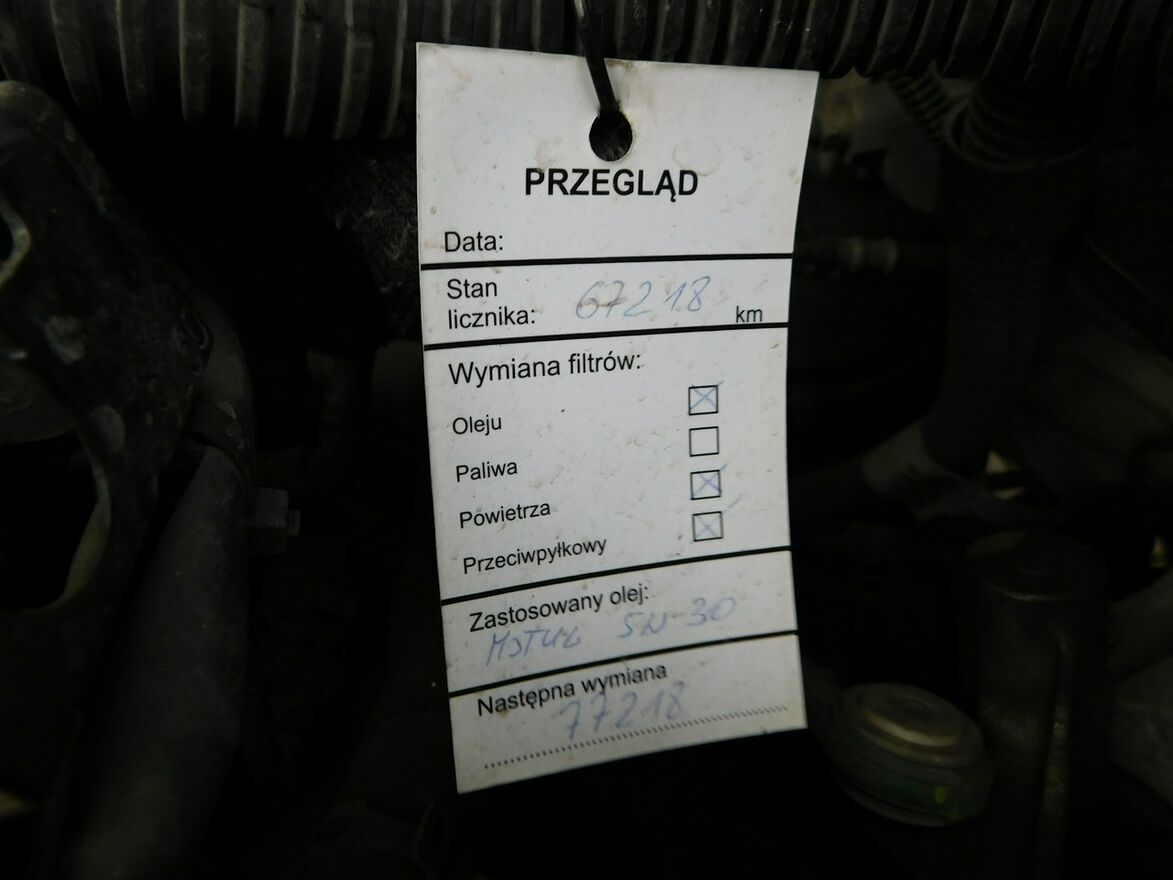 PRZEGLĄD
Data:
Stan
licznika: 67218 km
Wymiana filtrów:
Oleju
Paliwa
Powietrza
Przeciwpyłkowy
Zastosowany olej:
MOTUL 5W-30
Następna wymiana
77218